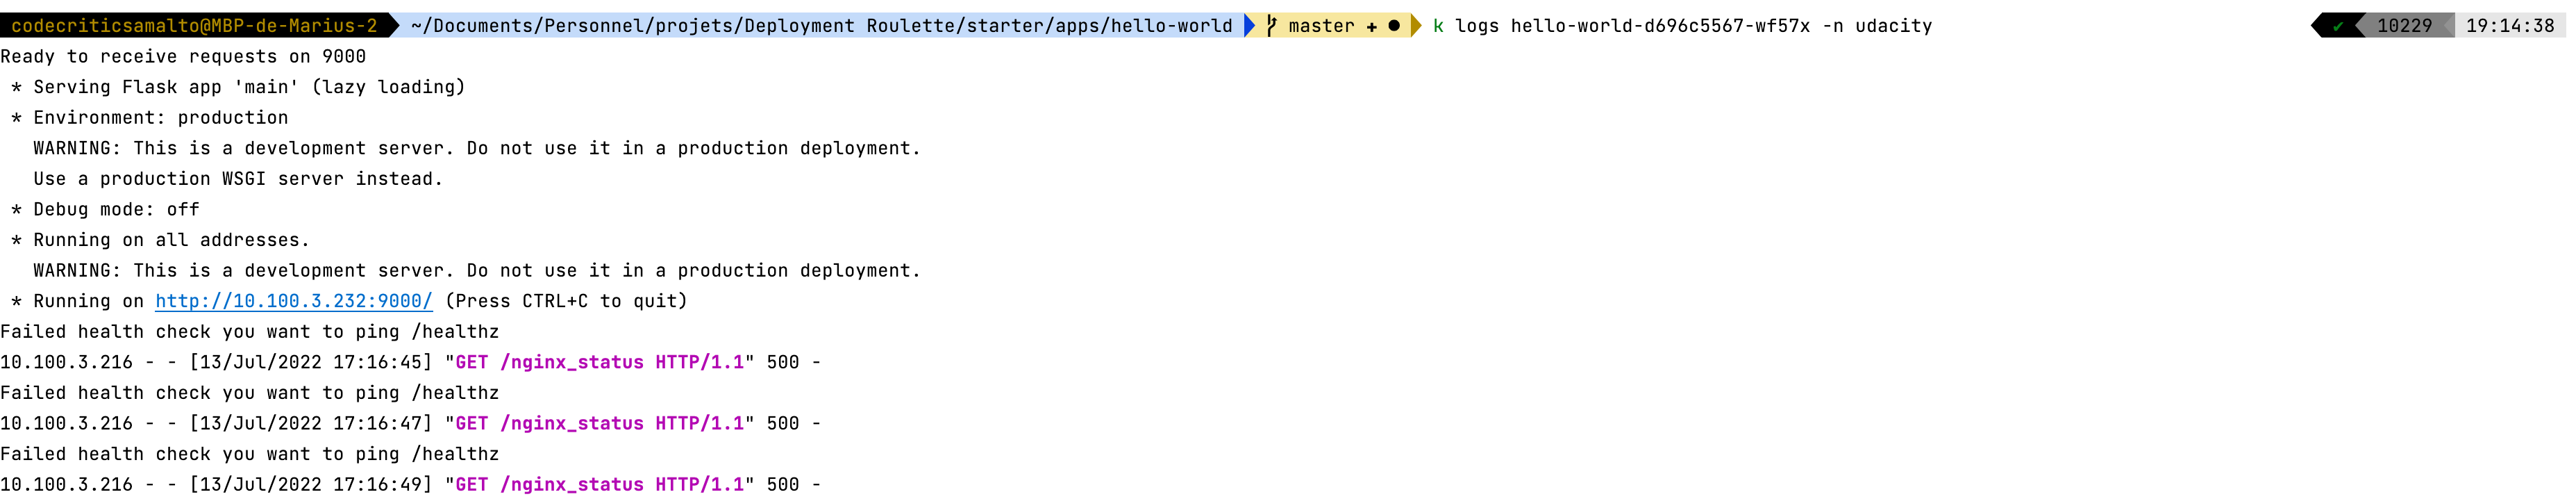 codecriticsamalto@MBP-de-Marius-2 ~/Documents/Personnel/projets/Deployment Roulette/starter/apps/hello-world master + ● k logs hello-world-d696c5567-wf57x -n udacity ✔ 10229 19:14:38
Ready to receive requests on 9000
 * Serving Flask app 'main' (lazy loading)
 * Environment: production
   WARNING: This is a development server. Do not use it in a production deployment.
   Use a production WSGI server instead.
 * Debug mode: off
 * Running on all addresses.
   WARNING: This is a development server. Do not use it in a production deployment.
 * Running on http://10.100.3.232:9000/ (Press CTRL+C to quit)
Failed health check you want to ping /healthz
10.100.3.216 - - [13/Jul/2022 17:16:45] "GET /nginx_status HTTP/1.1" 500 -
Failed health check you want to ping /healthz
10.100.3.216 - - [13/Jul/2022 17:16:47] "GET /nginx_status HTTP/1.1" 500 -
Failed health check you want to ping /healthz
10.100.3.216 - - [13/Jul/2022 17:16:49] "GET /nginx_status HTTP/1.1" 500 -